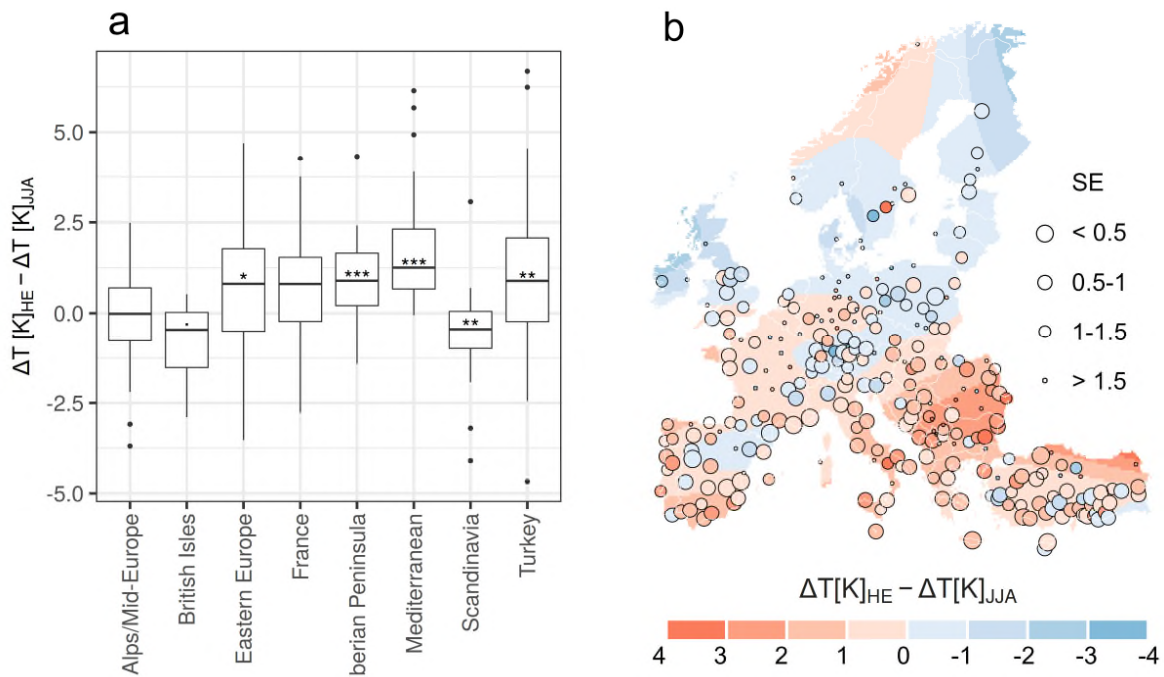 a
ΔT [K]HE − ΔT [K]JJA
5.0
2.5
0.0
-2.5
-5.0
*
***
***
**
**
Alps/Mid-Europe
British Isles
Eastern Europe
France
berian Peninsula
Mediterranean
Scandinavia
Turkey
b
SE
< 0.5
0.5-1
1-1.5
> 1.5
ΔT[K]HE − ΔT[K]JJA
4 3 2 1 0 -1 -2 -3 -4